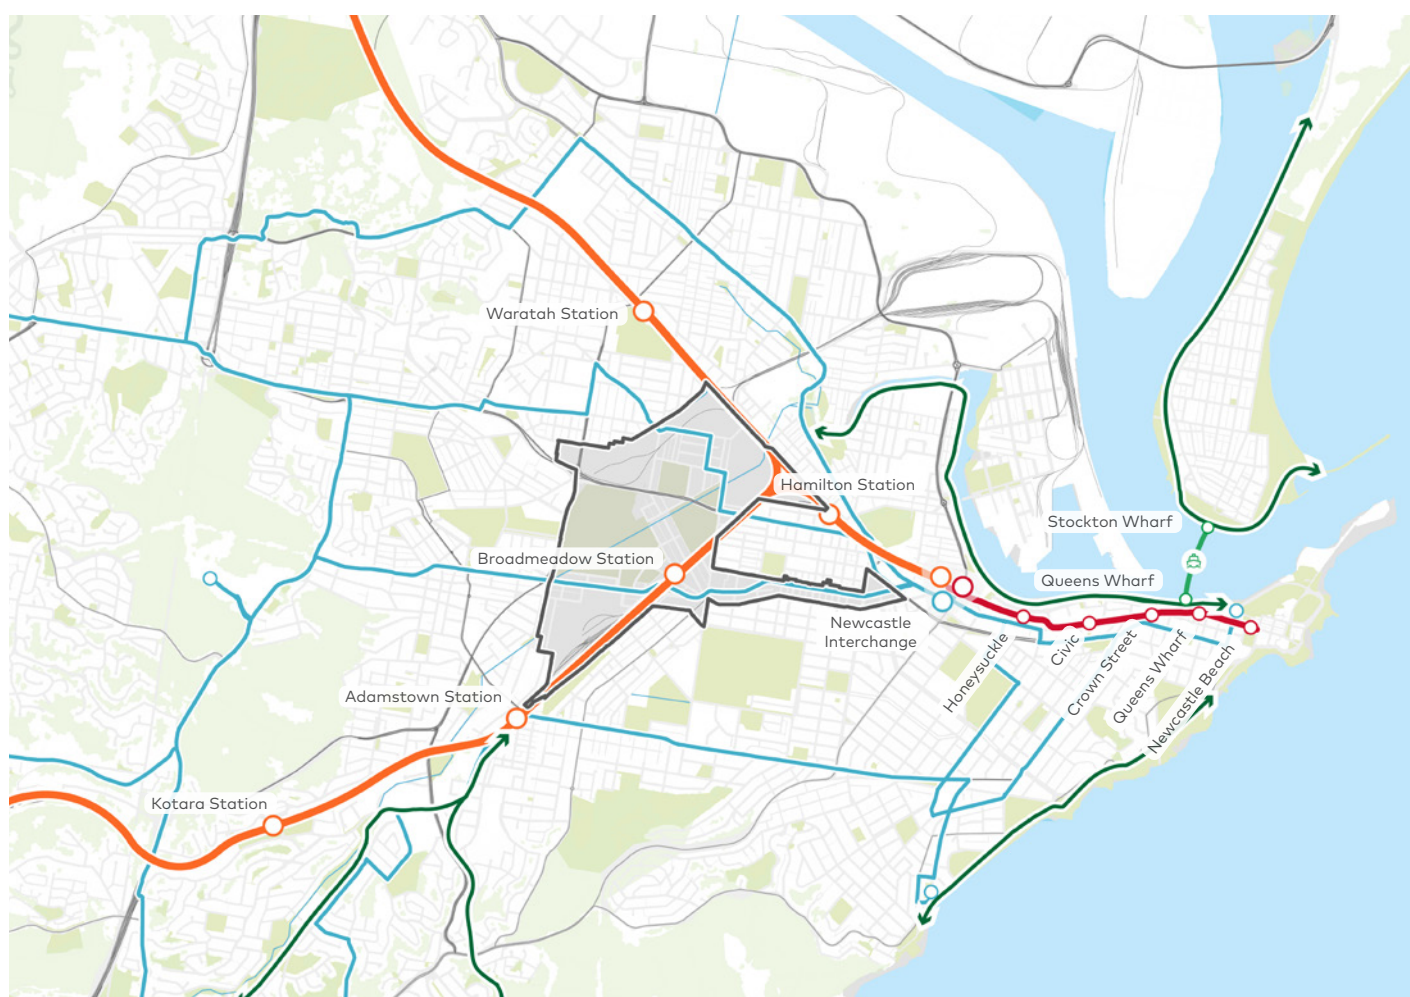 Waratah Station
Hamilton Station
Stockton Wharf
Broadmeadow Station
Queens Wharf
Newcastle
Interchange
Honeysuckle
Civic
Crown Street
Queens Wharf
Newcastle Beach
Adamstown Station
Kotara Station